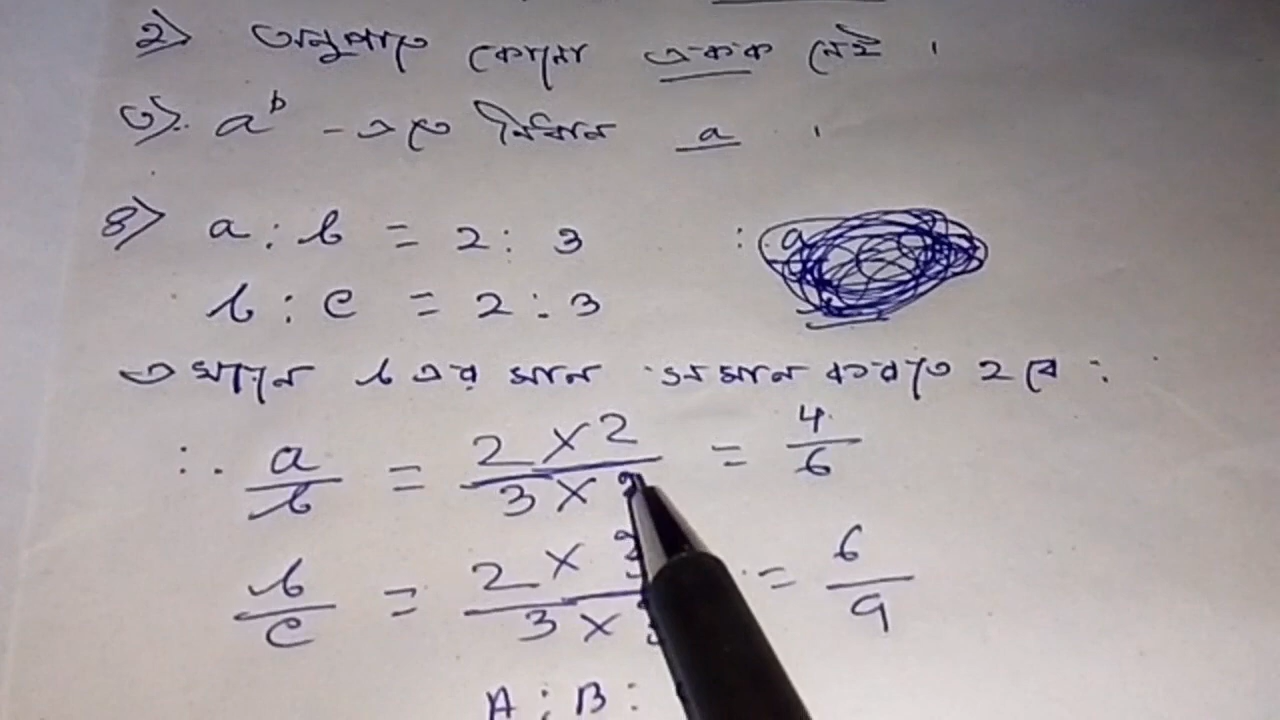 ২> অনুপাতে কোনো একক নেই ।
৩>. a^b - এতে নিধান a ।
৪> a : b = 2 : 3 : a
b : c = 2 : 3
এখানে b এর মান সমান করতে হবে :
∴ a/b = 2 × 2 / 3 × 2 = 4/6
b/c = 2 × 3 / 3 × 3 = 6/9
A : B :